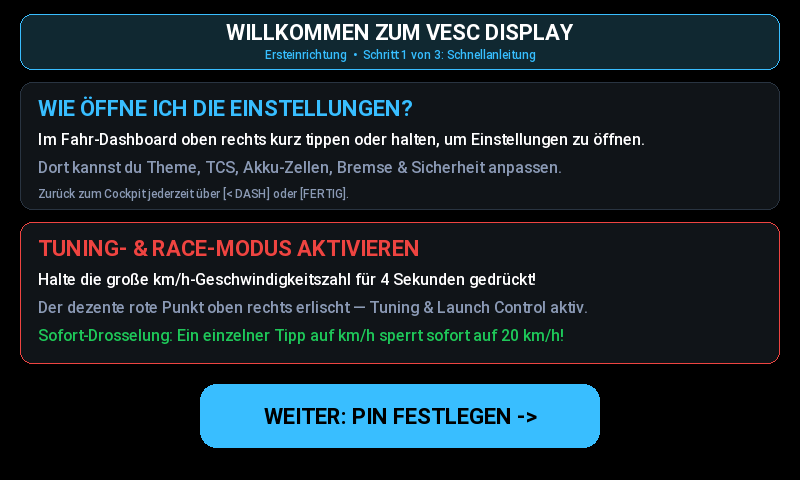 WILLKOMMEN ZUM VESC DISPLAY
Ersteinrichtung • Schritt 1 von 3: Schnellanleitung
WIE ÖFFNE ICH DIE EINSTELLUNGEN?
Im Fahr-Dashboard oben rechts kurz tippen oder halten, um Einstellungen zu öffnen.
Dort kannst du Theme, TCS, Akku-Zellen, Bremse & Sicherheit anpassen.
Zurück zum Cockpit jederzeit über [< DASH] oder [FERTIG].
TUNING- & RACE-MODUS AKTIVIEREN
Halte die große km/h-Geschwindigkeitszahl für 4 Sekunden gedrückt!
Der dezente rote Punkt oben rechts erlischt — Tuning & Launch Control aktiv.
Sofort-Drosselung: Ein einzelner Tipp auf km/h sperrt sofort auf 20 km/h!
WEITER: PIN FESTLEGEN ->